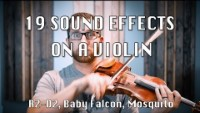 19 SOUND EFFECTS
ON A VIOLIN
R2-D2, Baby Falcon, Mosquito